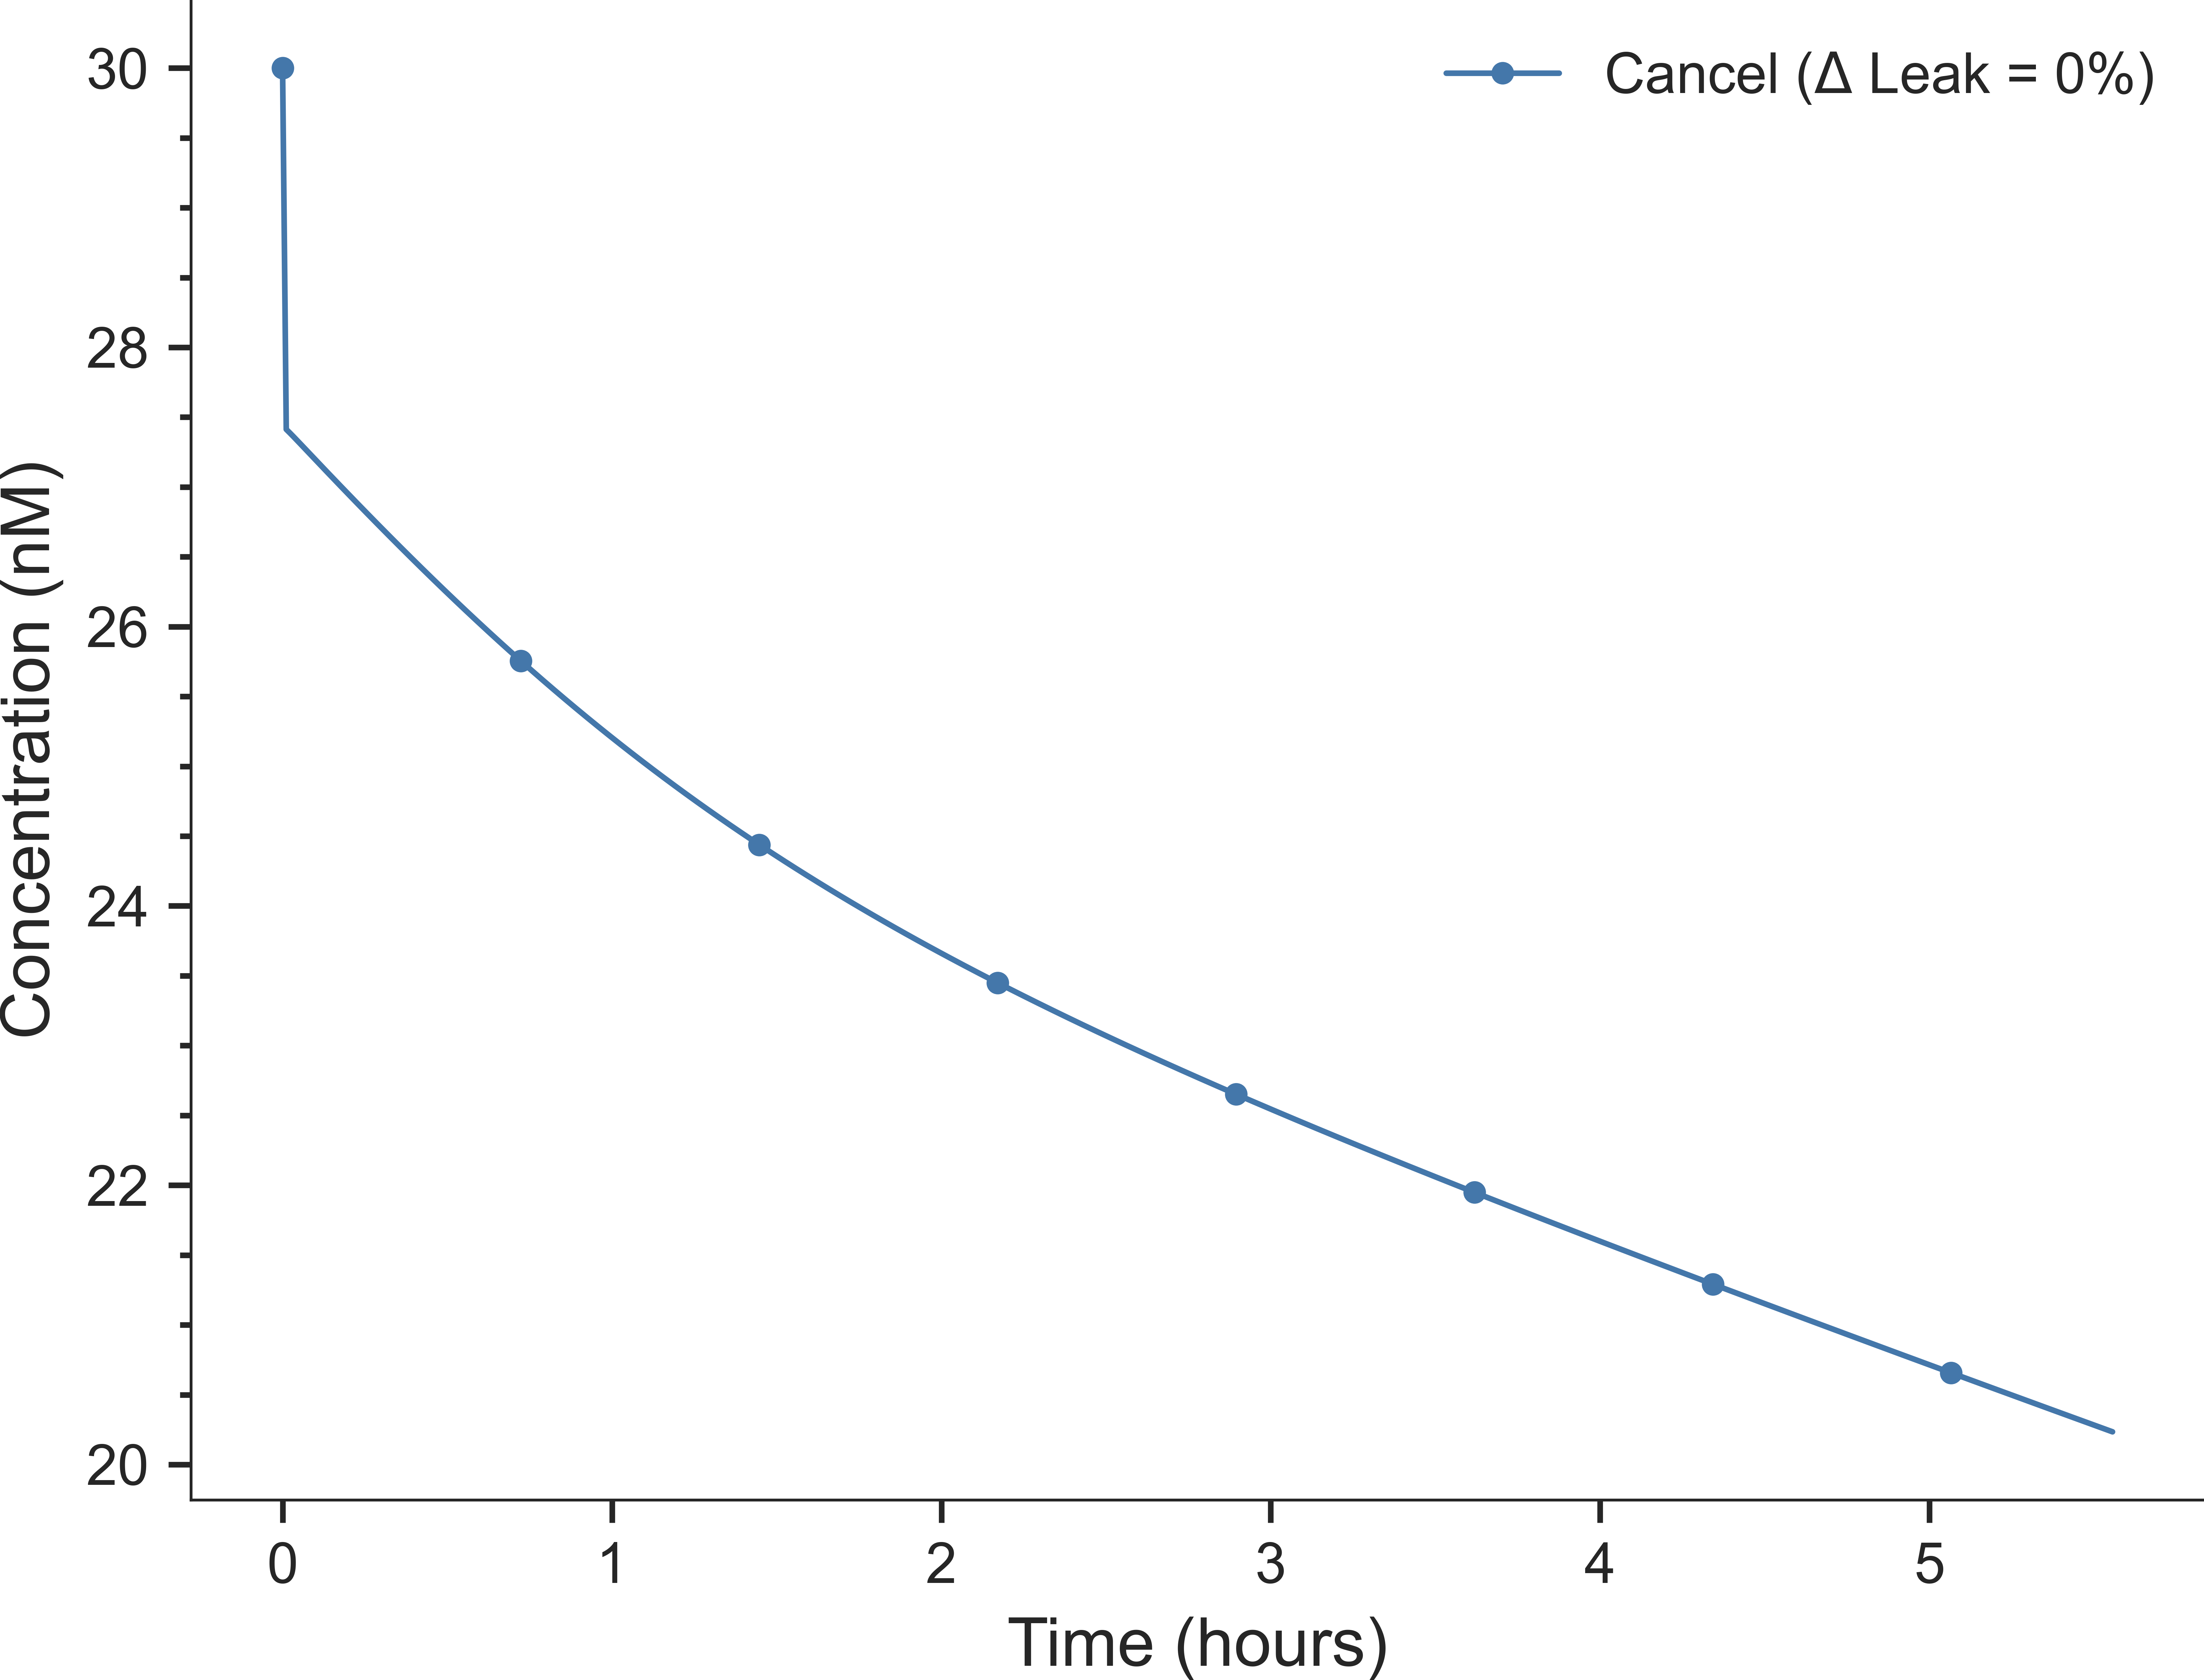 Cancel (Δ Leak = 0%)
Concentration (nM)
30
28
26
24
22
20
0 1 2 3 4 5
Time (hours)